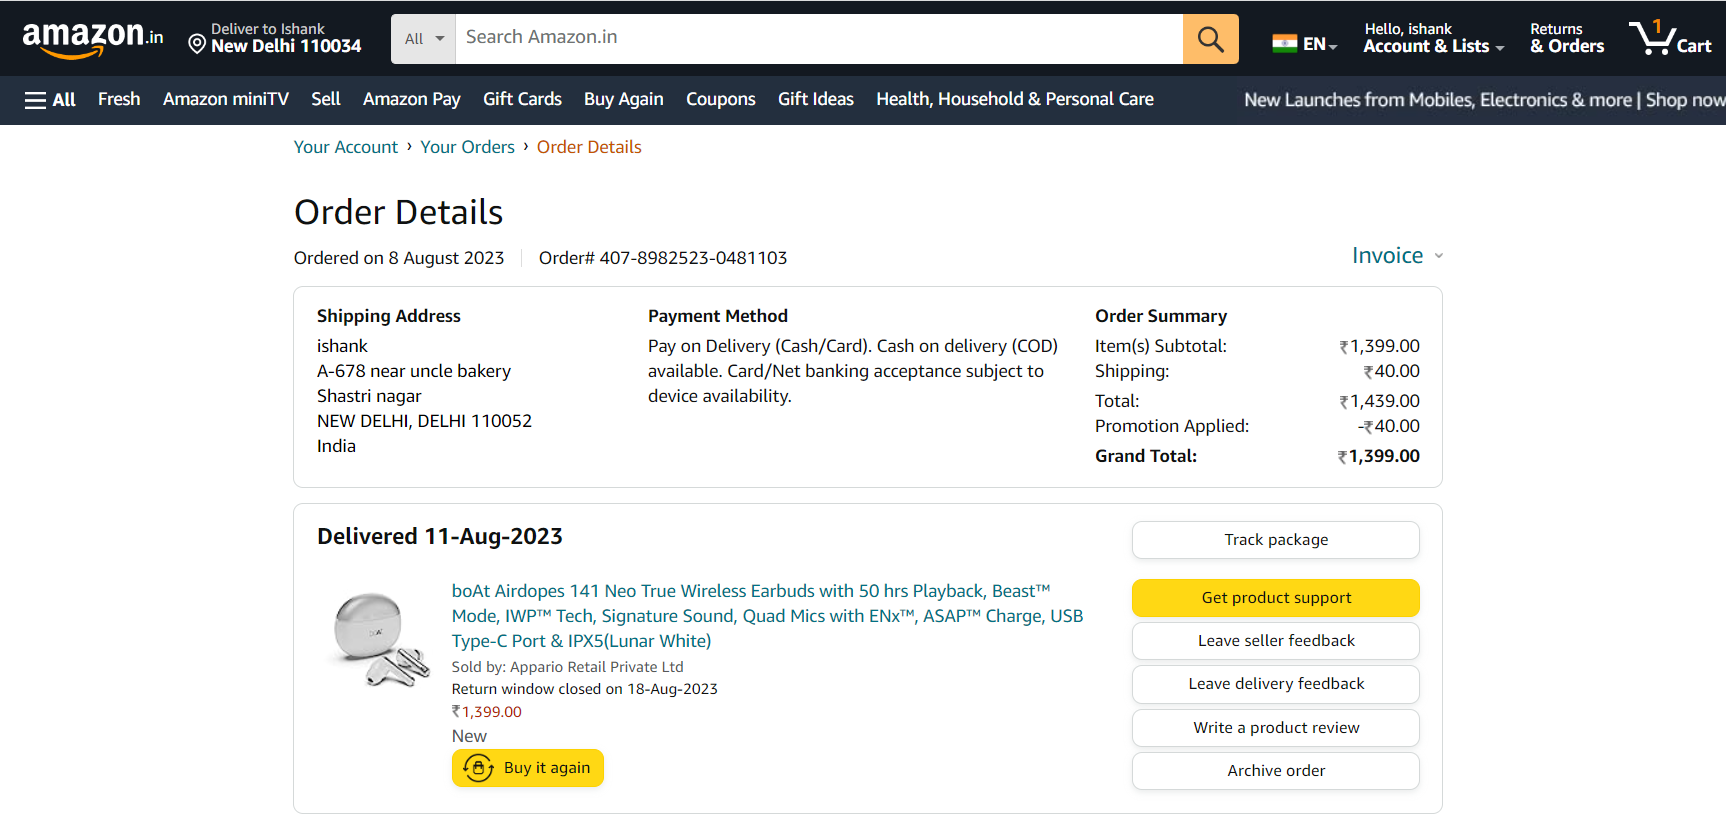 amazon.in
Deliver to Ishank
New Delhi 110034
All
Search Amazon.in
EN
Hello, ishank
Account & Lists
Returns
& Orders
1
Cart
All
Fresh
Amazon miniTV
Sell
Amazon Pay
Gift Cards
Buy Again
Coupons
Gift Ideas
Health, Household & Personal Care
New Launches from Mobiles, Electronics & more | Shop now
Your Account › Your Orders › Order Details
Order Details
Ordered on 8 August 2023
Order# 407-8982523-0481103
Invoice
Shipping Address
ishank
A-678 near uncle bakery
Shastri nagar
NEW DELHI, DELHI 110052
India
Payment Method
Pay on Delivery (Cash/Card). Cash on delivery (COD)
available. Card/Net banking acceptance subject to
device availability.
Order Summary
Item(s) Subtotal: ₹1,399.00
Shipping: ₹40.00
Total: ₹1,439.00
Promotion Applied: -₹40.00
Grand Total: ₹1,399.00
Delivered 11-Aug-2023
boAt
boAt Airdopes 141 Neo True Wireless Earbuds with 50 hrs Playback, Beast™
Mode, IWP™ Tech, Signature Sound, Quad Mics with ENx™, ASAP™ Charge, USB
Type-C Port & IPX5(Lunar White)
Sold by: Appario Retail Private Ltd
Return window closed on 18-Aug-2023
₹1,399.00
New
Buy it again
Track package
Get product support
Leave seller feedback
Leave delivery feedback
Write a product review
Archive order